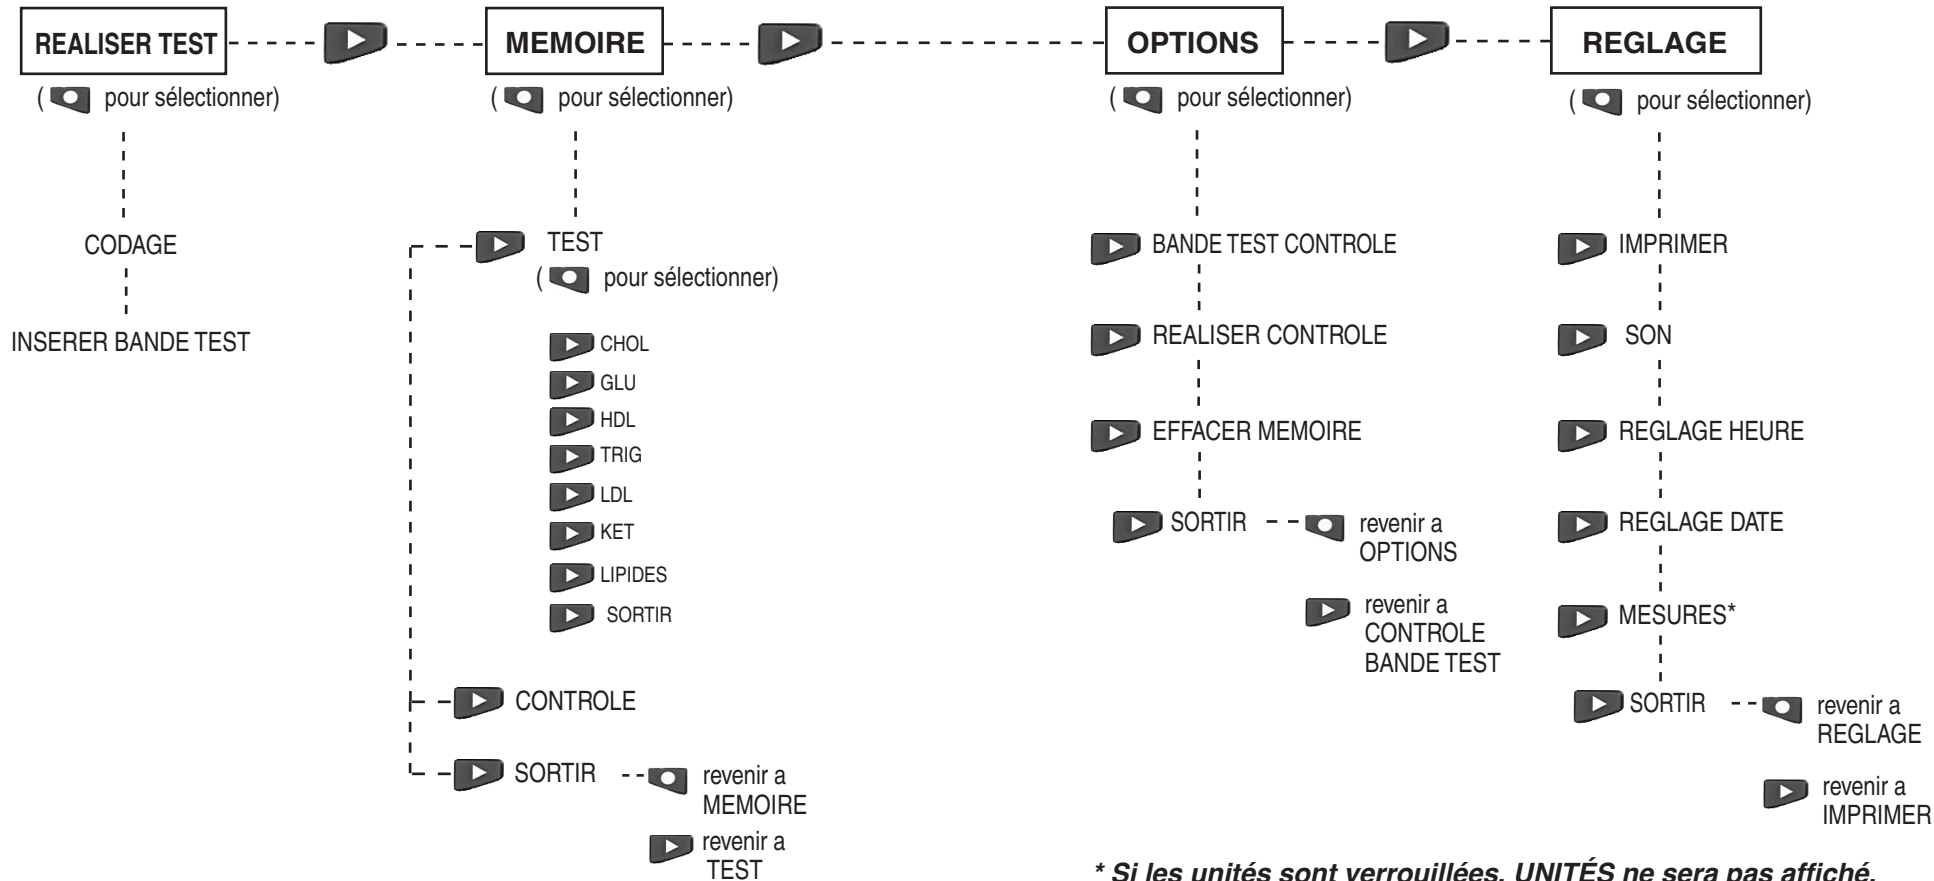 REALISER TEST
MEMOIRE
OPTIONS
REGLAGE
( pour sélectionner)
( pour sélectionner)
( pour sélectionner)
( pour sélectionner)
CODAGE
INSERER BANDE TEST
TEST
( pour sélectionner)
CHOL
GLU
HDL
TRIG
LDL
KET
LIPIDES
SORTIR
CONTROLE
SORTIR
revenir a
MEMOIRE
revenir a
TEST
BANDE TEST CONTROLE
REALISER CONTROLE
EFFACER MEMOIRE
SORTIR
revenir a
OPTIONS
revenir a
CONTROLE
BANDE TEST
IMPRIMER
SON
REGLAGE HEURE
REGLAGE DATE
MESURES*
SORTIR
revenir a
REGLAGE
revenir a
IMPRIMER
* Si les unités sont verrouillées, UNITÉS ne sera pas affiché.